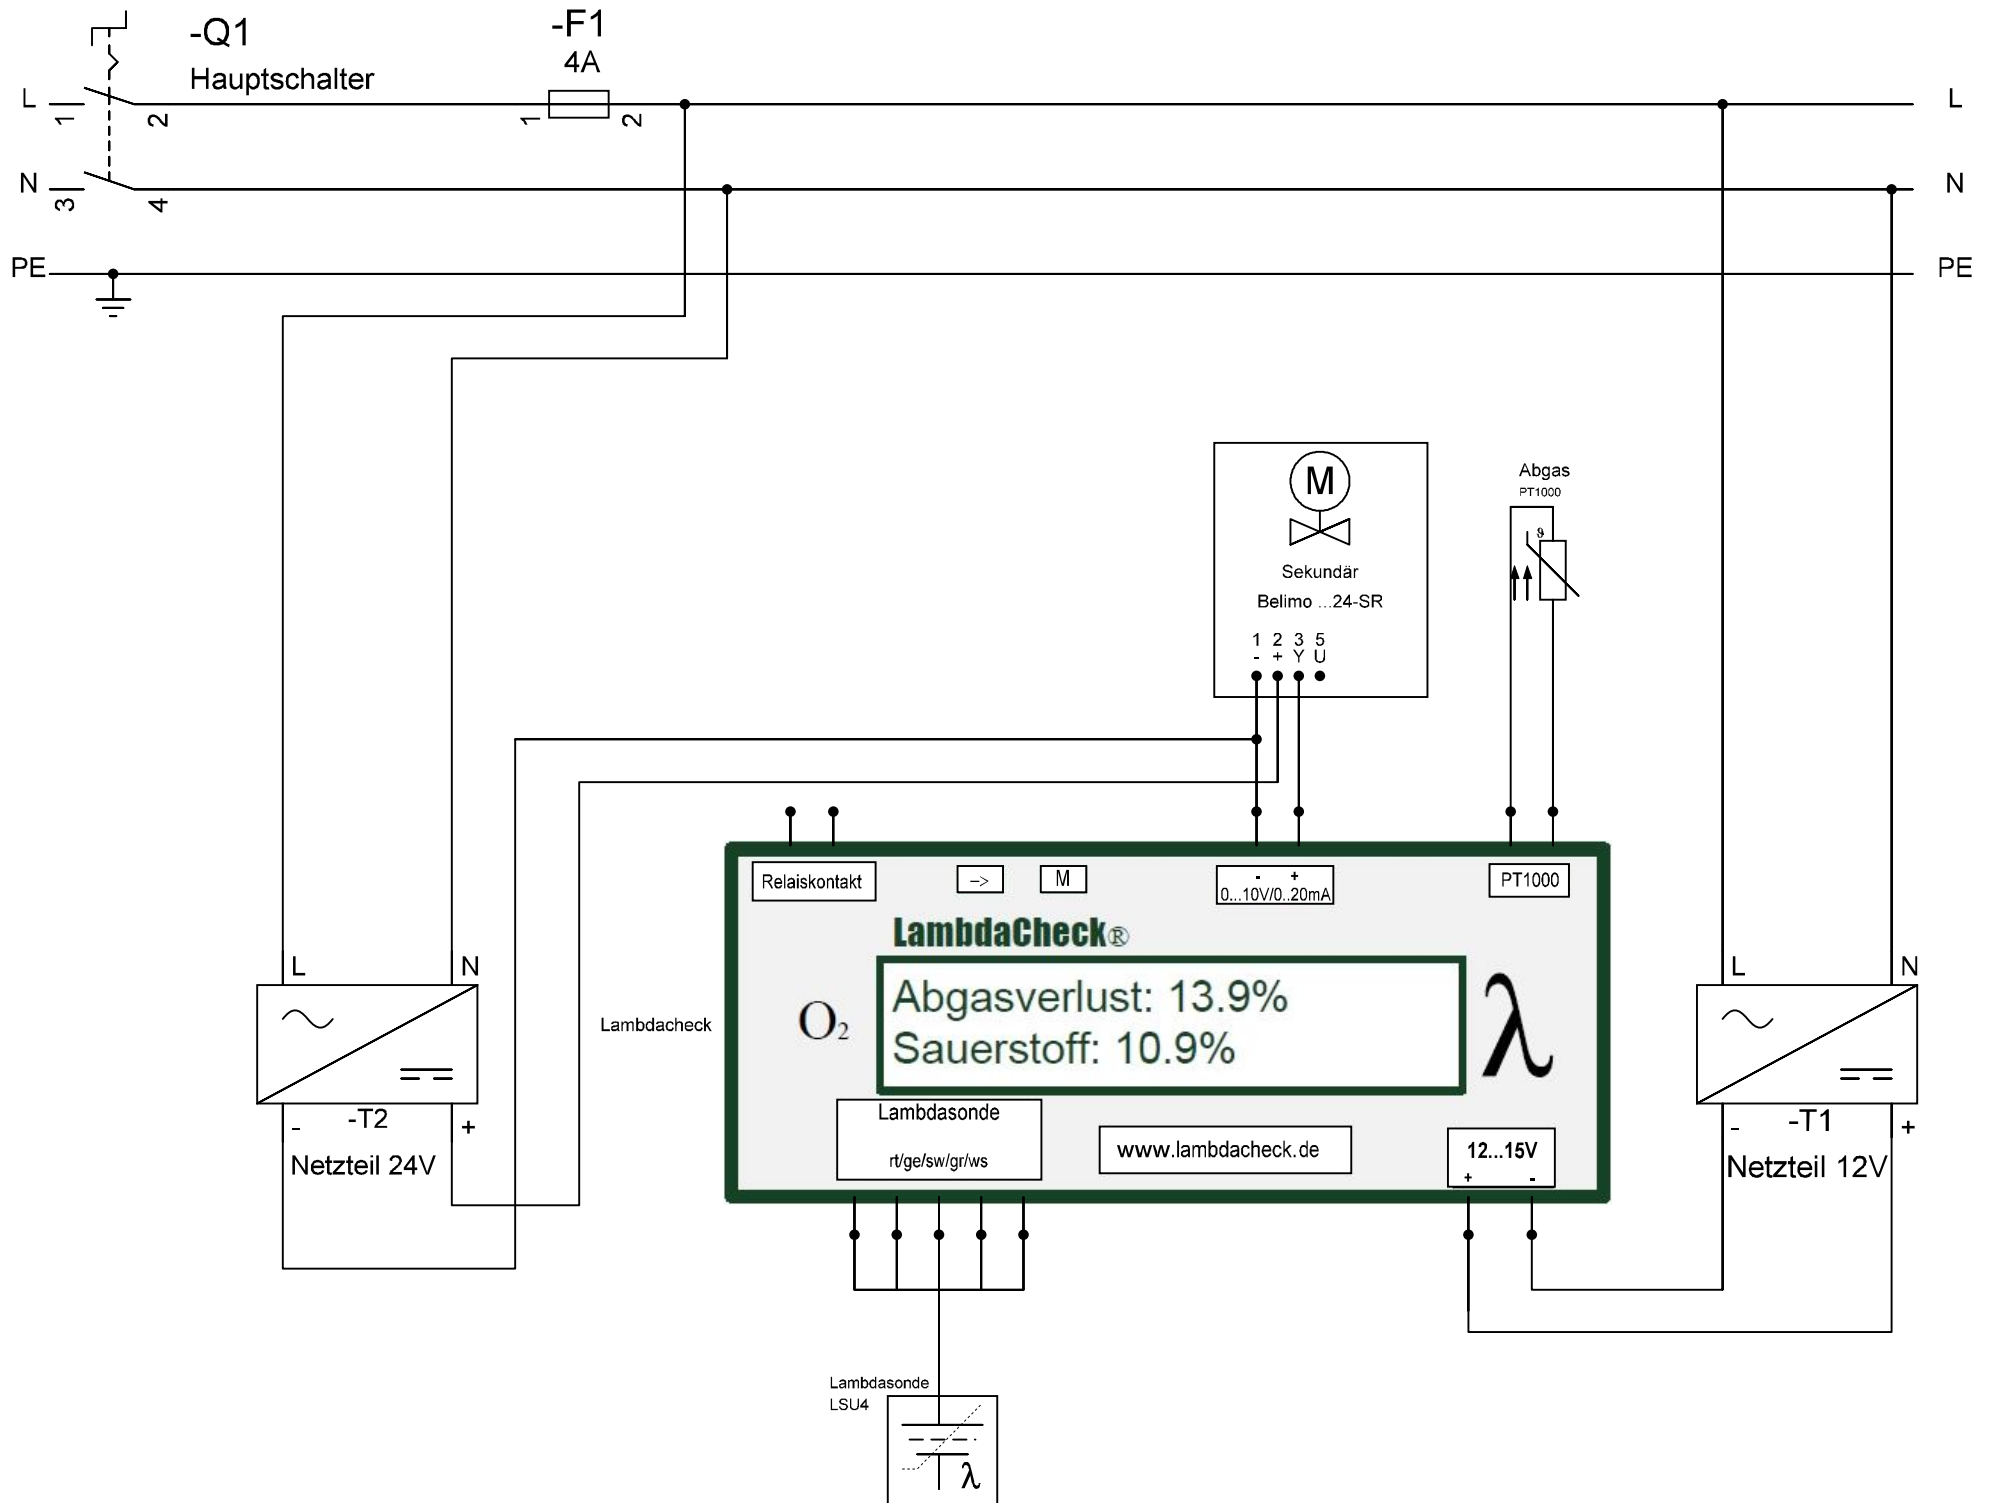 -Q1
Hauptschalter
-F1
4A
L
1
2
1
2
L
N
3
4
N
PE
PE
M
Sekundär
Belimo ...24-SR
1 2 3 5
- + Y U
Abgas
PT1000
ϑ
Relaiskontakt
-->
M
- +
0...10V/0..20mA
PT1000
LambdaCheck®
Abgasverlust: 13.9%
Sauerstoff: 10.9%
O2
λ
Lambdacheck
Lambdasonde
rt/ge/sw/gr/ws
www.lambdacheck.de
12...15V
+ -
L
N
-
-T2
+
Netzteil 24V
L
N
-
-T1
+
Netzteil 12V
Lambdasonde
LSU4
λ